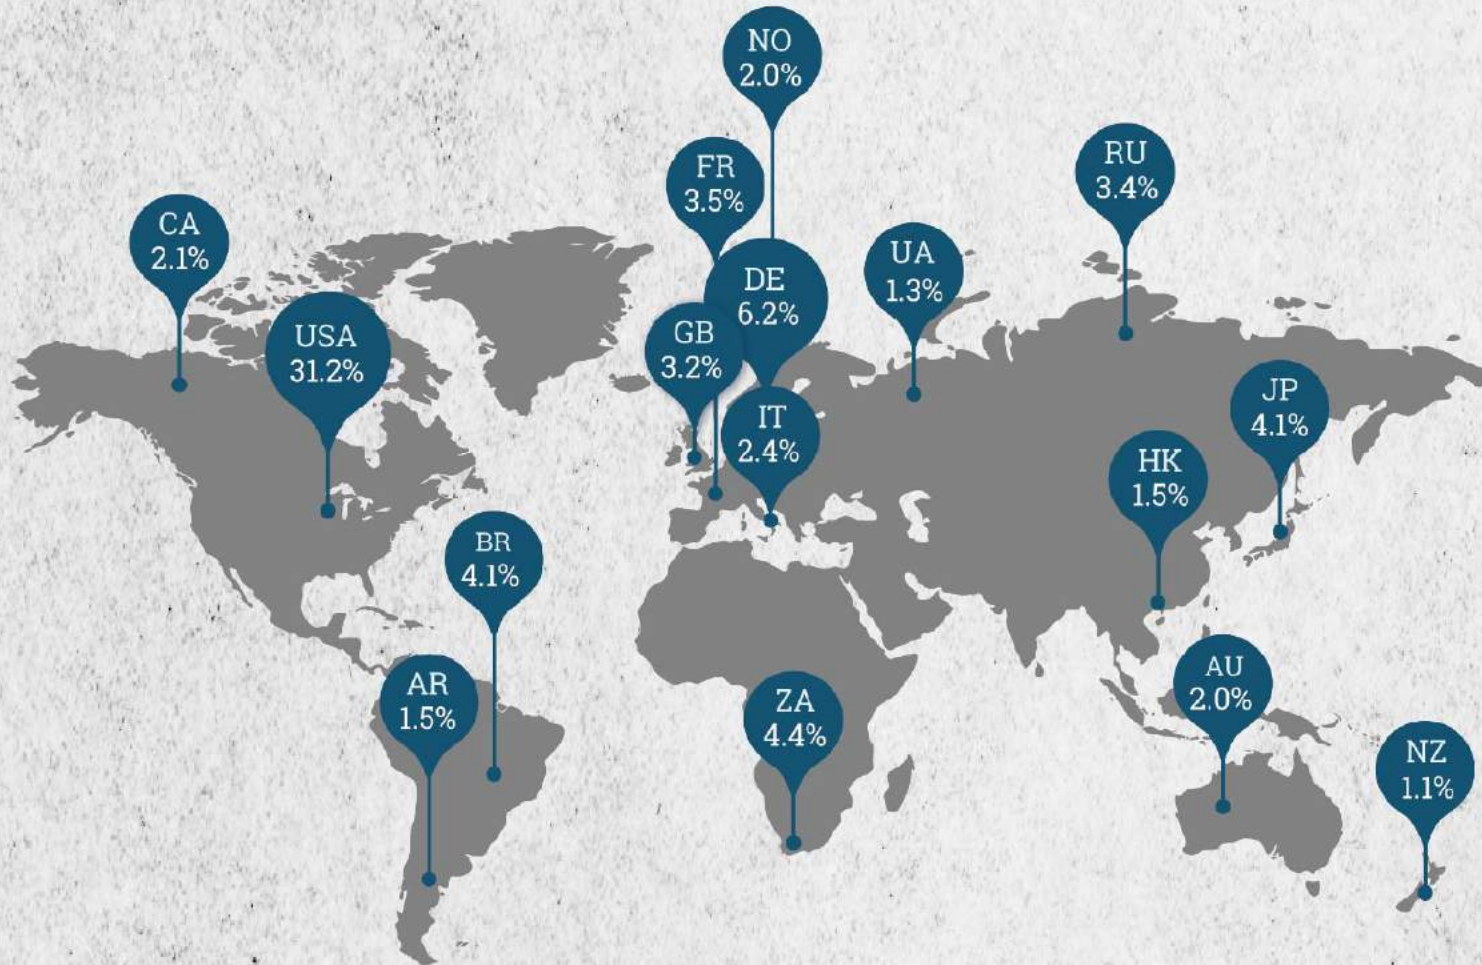 NO
2.0%
FR
3.5%
RU
3.4%
CA
2.1%
UA
1.3%
DE
6.2%
USA
31.2%
GB
3.2%
JP
4.1%
IT
2.4%
HK
1.5%
BR
4.1%
AU
2.0%
AR
1.5%
ZA
4.4%
NZ
1.1%